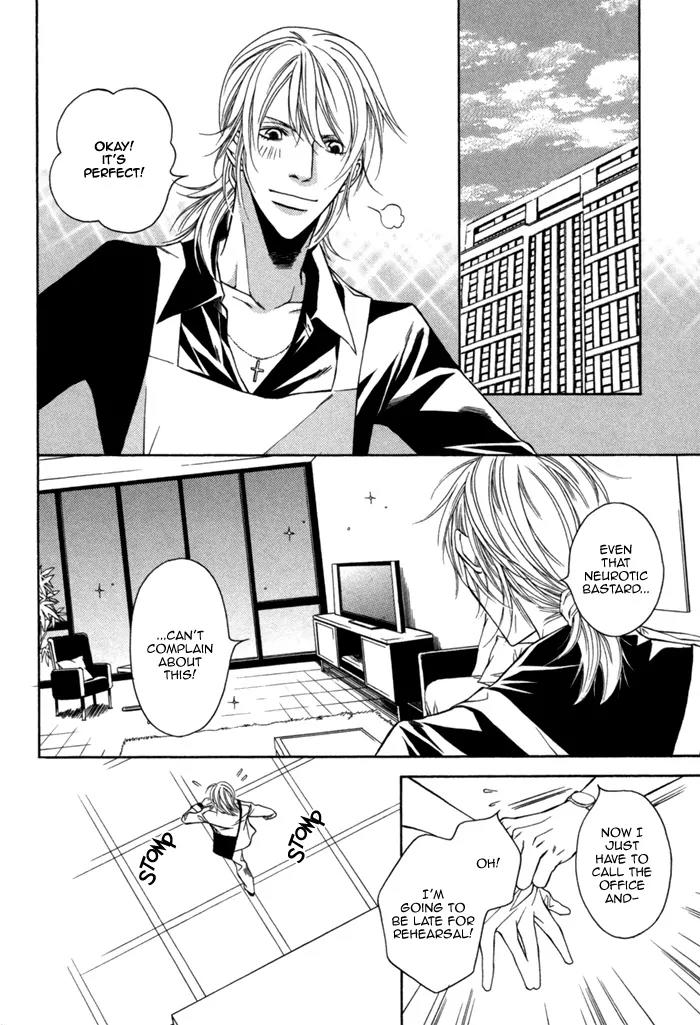 OKAY!
IT'S
PERFECT!
EVEN
THAT
NEUROTIC
BASTARD...
...CAN'T
COMPLAIN
ABOUT
THIS!
NOW I
JUST
HAVE TO
CALL THE
OFFICE
AND-
OH!
I'M
GOING TO
BE LATE FOR
REHEARSAL!
STOMP
STOMP